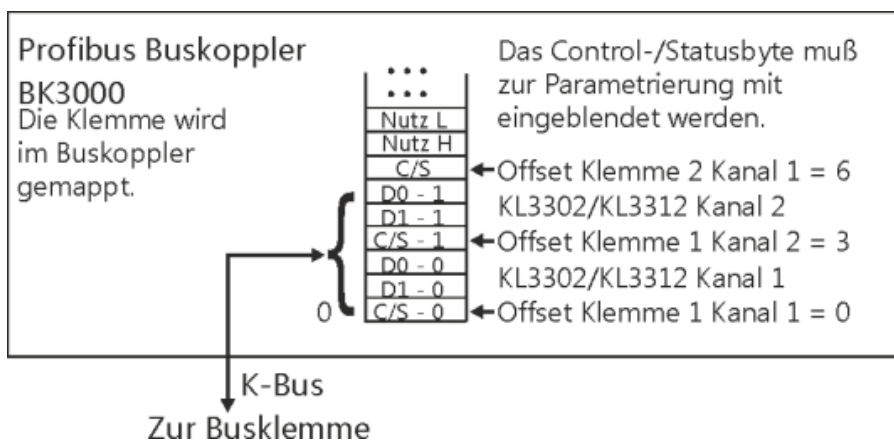 Profibus Buskoppler
BK3000
Die Klemme wird
im Buskoppler
gemappt.
Das Control-/Statusbyte muß
zur Parametrierung mit
eingeblendet werden.
Nutz L
Nutz H
C/S
Offset Klemme 2 Kanal 1 = 6
D0 - 1
KL3302/KL3312 Kanal 2
D1 - 1
C/S - 1
Offset Klemme 1 Kanal 2 = 3
D0 - 0
KL3302/KL3312 Kanal 1
D1 - 0
0
C/S - 0
Offset Klemme 1 Kanal 1 = 0
K-Bus
Zur Busklemme